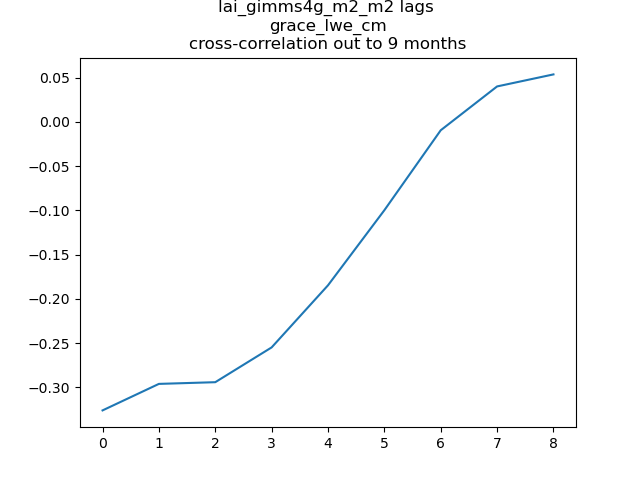 lai_gimms4g_m2_m2 lags
grace_lwe_cm
cross-correlation out to 9 months
0.05
0.00
−0.05
−0.10
−0.15
−0.20
−0.25
−0.30
0 1 2 3 4 5 6 7 8